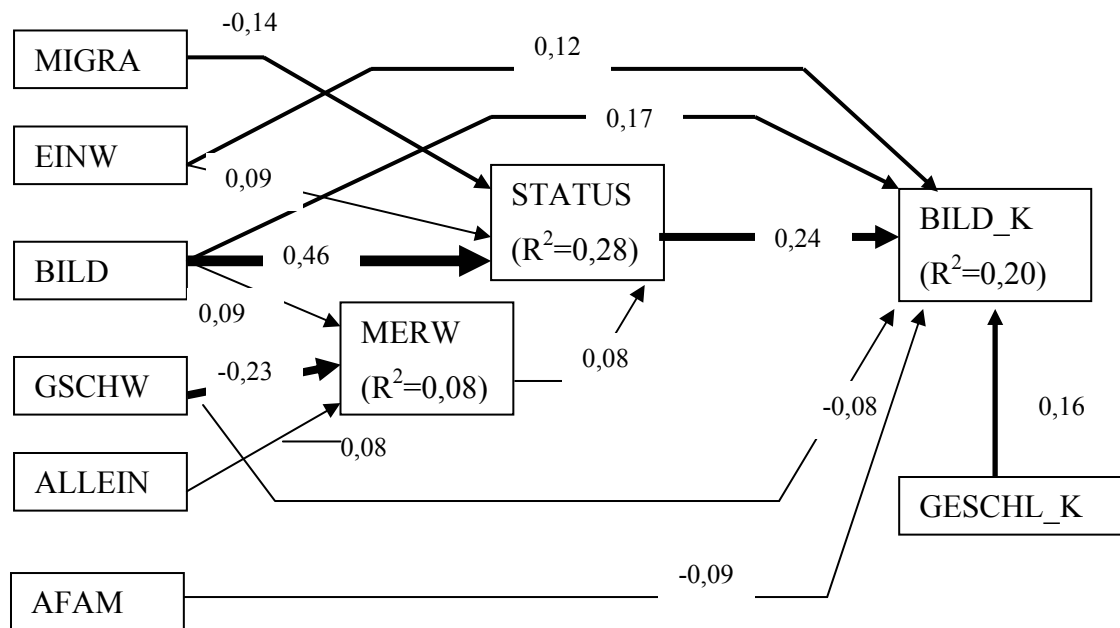 -0,14
MIGRA
0,12
0,17
EINW
0,09
STATUS
(R²=0,28)
BILD_K
(R²=0,20)
0,24
BILD
0,46
0,09
MERW
(R²=0,08)
0,08
GSCHW
-0,23
-0,08
0,16
0,08
ALLEIN
GESCHL_K
-0,09
AFAM